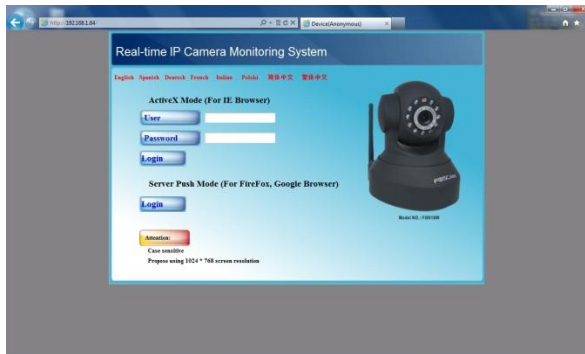 http://192.168.1.64/
Device(Anonymous)
Real-time IP Camera Monitoring System
English Spanish Deutsch French Italian Polski 简体中文 繁体中文
ActiveX Mode (For IE Browser)
User
Password
Login
Server Push Mode (For FireFox, Google Browser)
Login
Attention:
Case sensitive
Propose using 1024 * 768 screen resolution